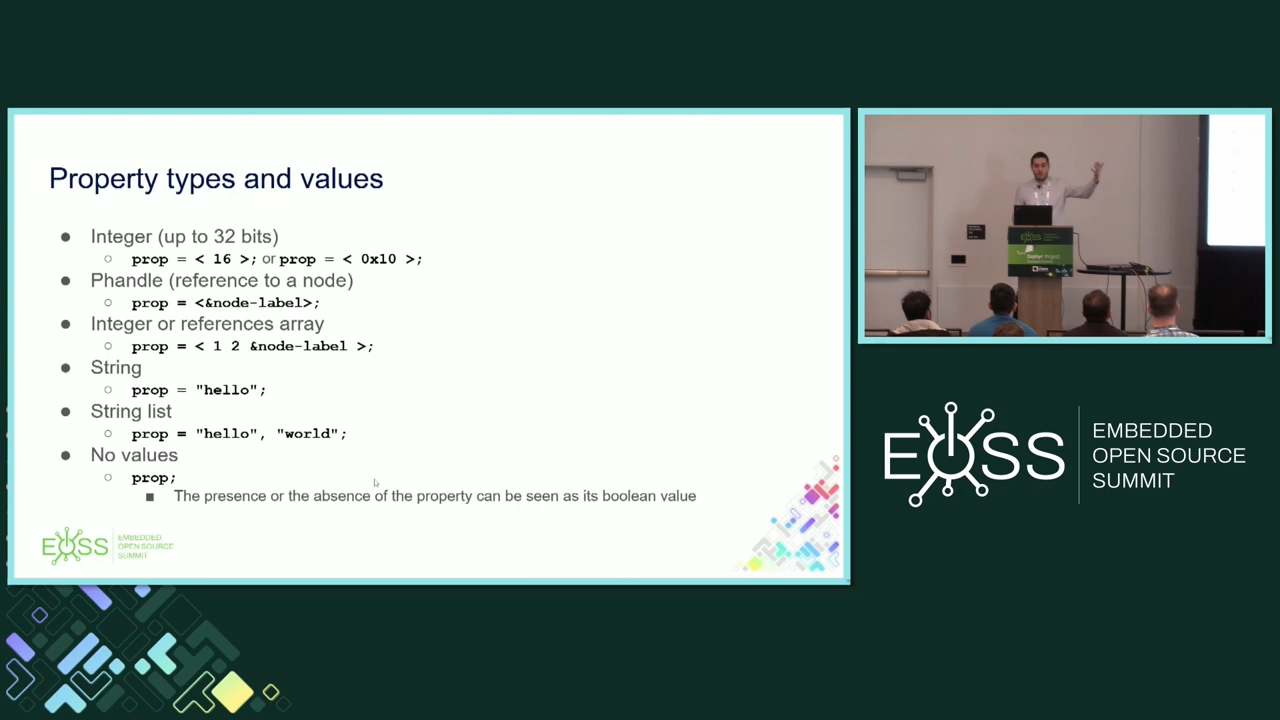 Property types and values
● Integer (up to 32 bits)
○ prop = < 16 >; or prop = < 0x10 >;
● Phandle (reference to a node)
○ prop = <&node-label>;
● Integer or references array
○ prop = < 1 2 &node-label >;
● String
○ prop = "hello";
● String list
○ prop = "hello", "world";
● No values
○ prop;
■ The presence or the absence of the property can be seen as its boolean value
EOSS
EMBEDDED
OPEN SOURCE
SUMMIT
EOSS
Zephyr Project
EOSS
EMBEDDED
OPEN SOURCE
SUMMIT